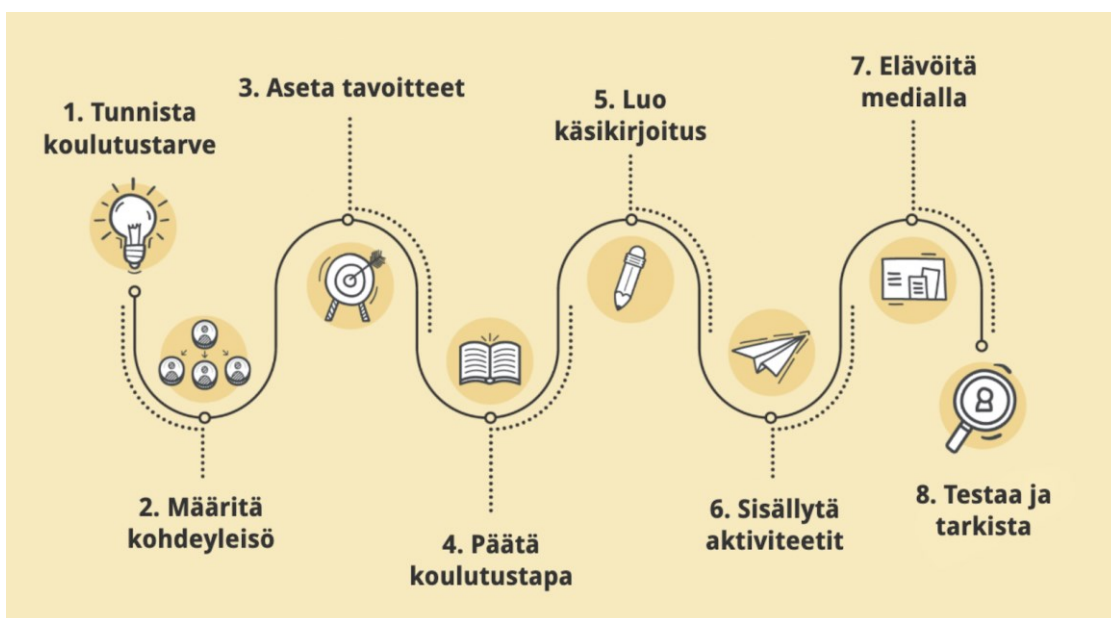 1. Tunnista
koulutustarve
2. Määritä
kohdeyleisö
3. Aseta tavoitteet
4. Päätä
koulutustapa
5. Luo
käsikirjoitus
6. Sisällytä
aktiviteetit
7. Elävöitä
medialla
8. Testaa ja
tarkista